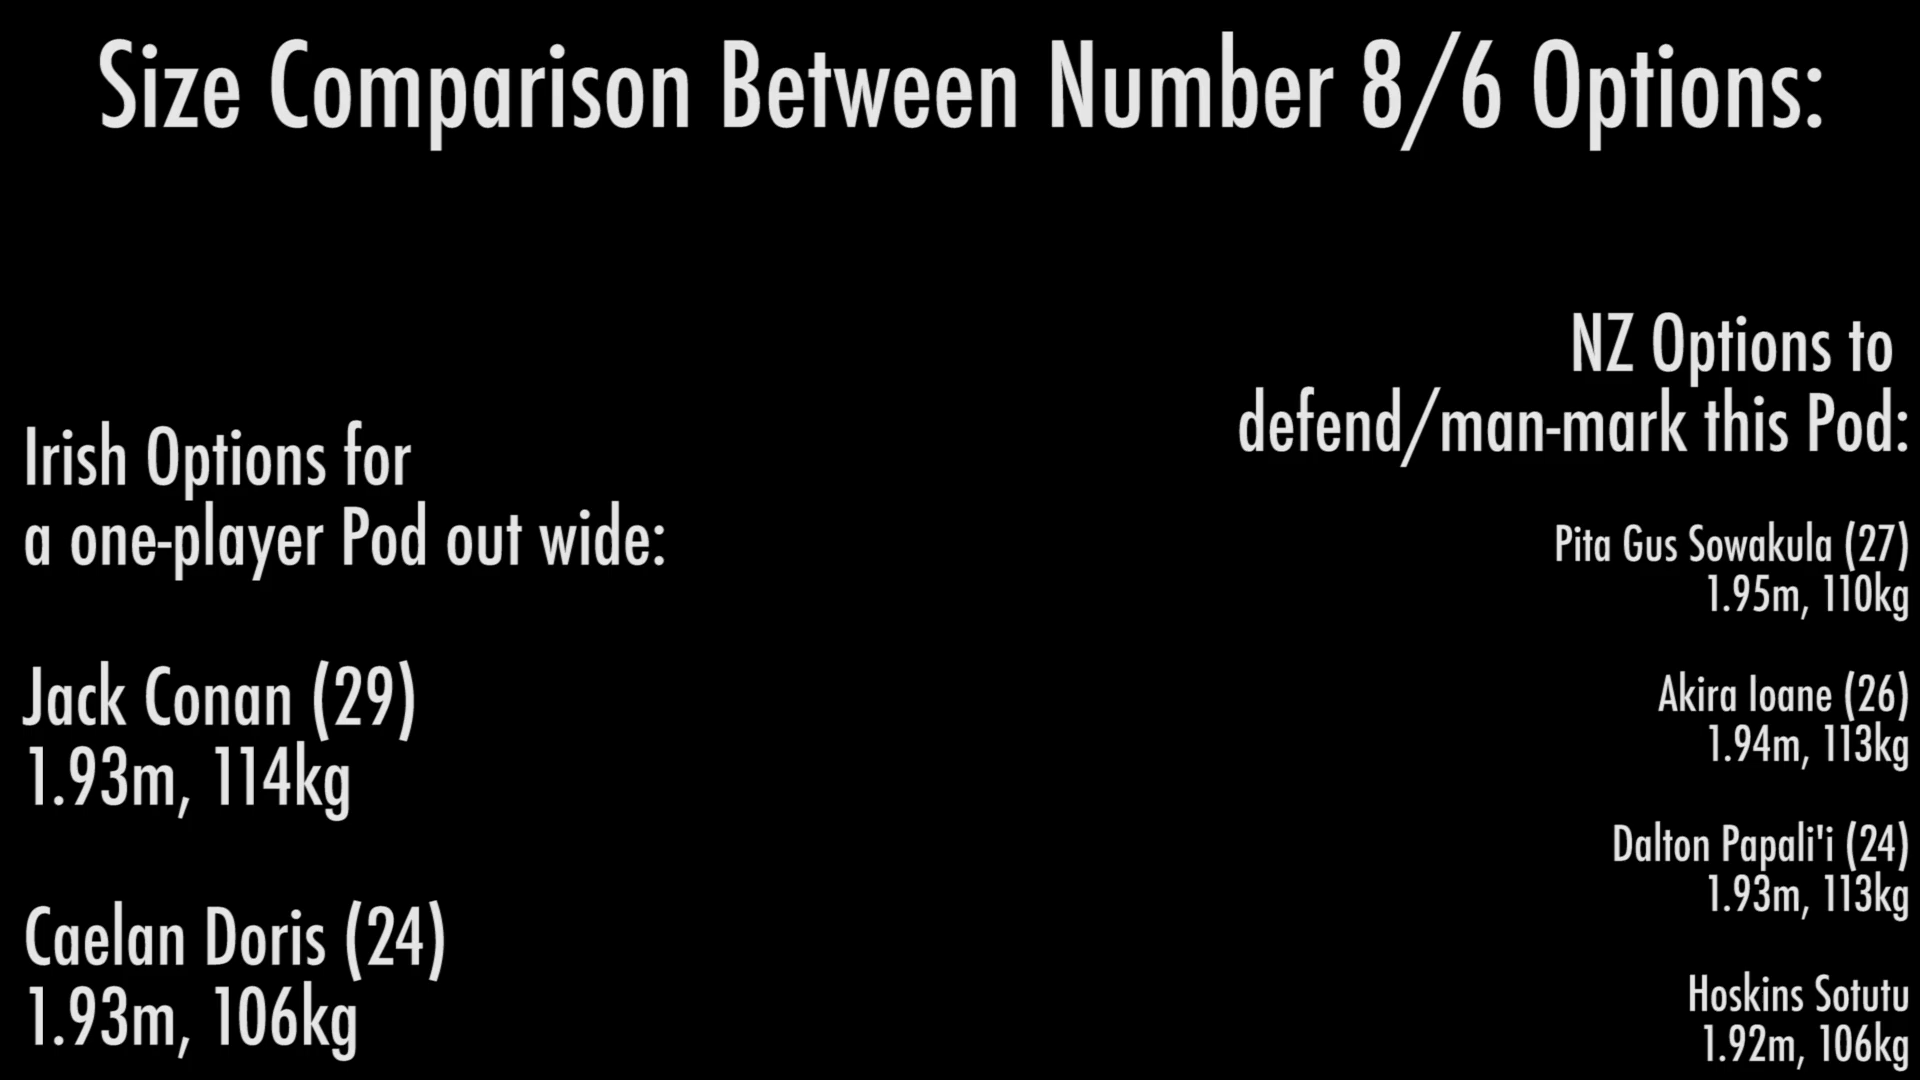 Size Comparison Between Number 8/6 Options:
Irish Options for
a one-player Pod out wide:
Jack Conan (29)
1.93m, 114kg
Caelan Doris (24)
1.93m, 106kg
NZ Options to
defend/man-mark this Pod:
Pita Gus Sowakula (27)
1.95m, 110kg
Akira Ioane (26)
1.94m, 113kg
Dalton Papali'i (24)
1.93m, 113kg
Hoskins Sotutu
1.92m, 106kg